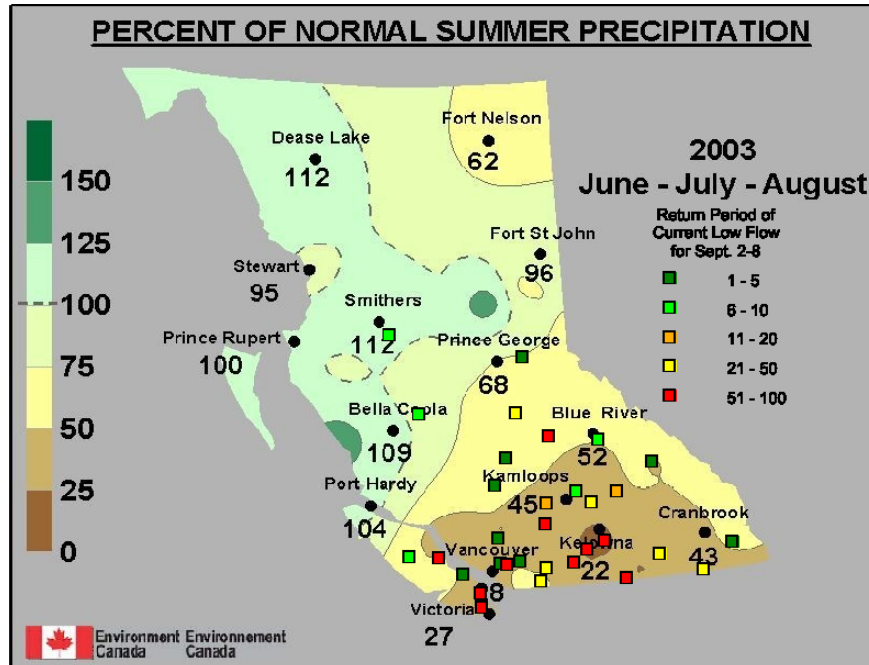 PERCENT OF NORMAL SUMMER PRECIPITATION
Fort Nelson
62
Dease Lake
112
2003
June - July - August
Return Period of
Current Low Flow
for Sept. 2-8
1 - 5
6 - 10
11 - 20
21 - 50
51 - 100
150
125
100
75
50
25
0
Fort St John
96
Stewart
95
Smithers
112
Prince Rupert
100
Prince George
68
Bella Coola
109
Blue River
52
Port Hardy
104
Kamloops
45
Cranbrook
43
Vancouver
Kelowna
22
Victoria
27
Environment Environnement
Canada Canada